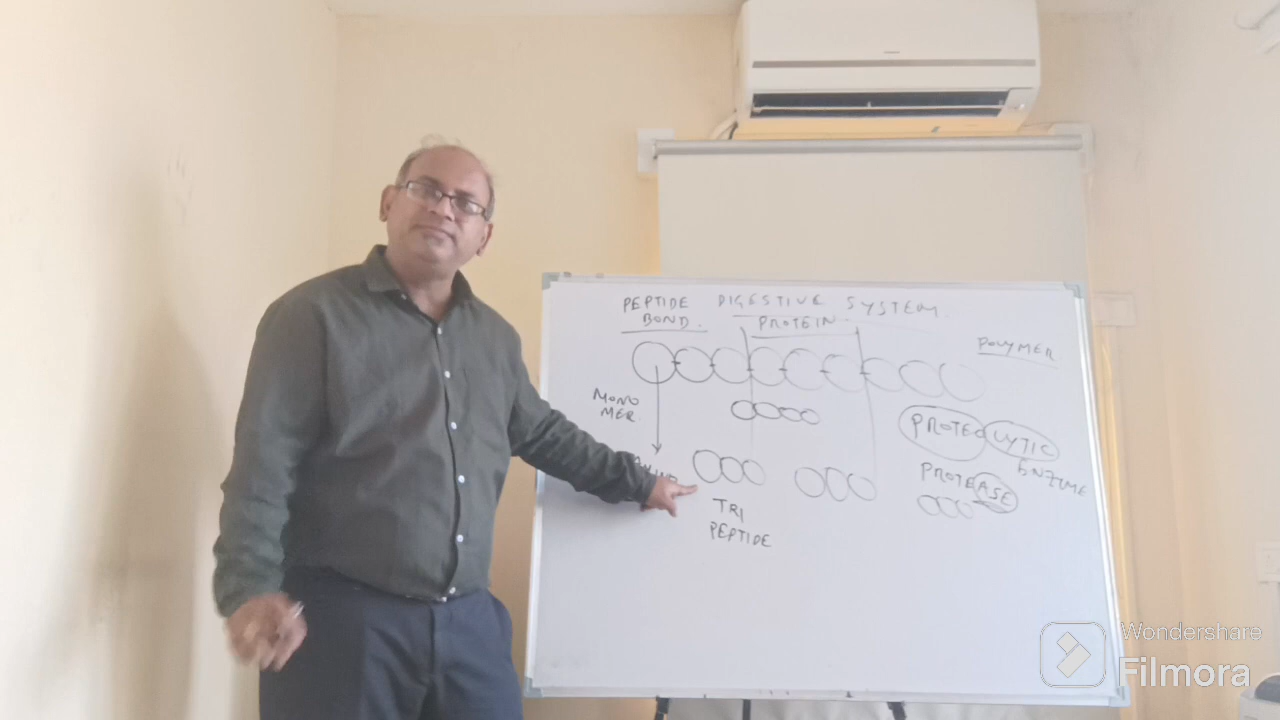 PEPTIDE
BOND.
DIGESTIVE SYSTEM.
PROTEIN.
POLYMER
MONO
MER.
PROTEOLYTIC
ENZYME
PROTEASE
TRI
PEPTIDE
Wondershare
Filmora